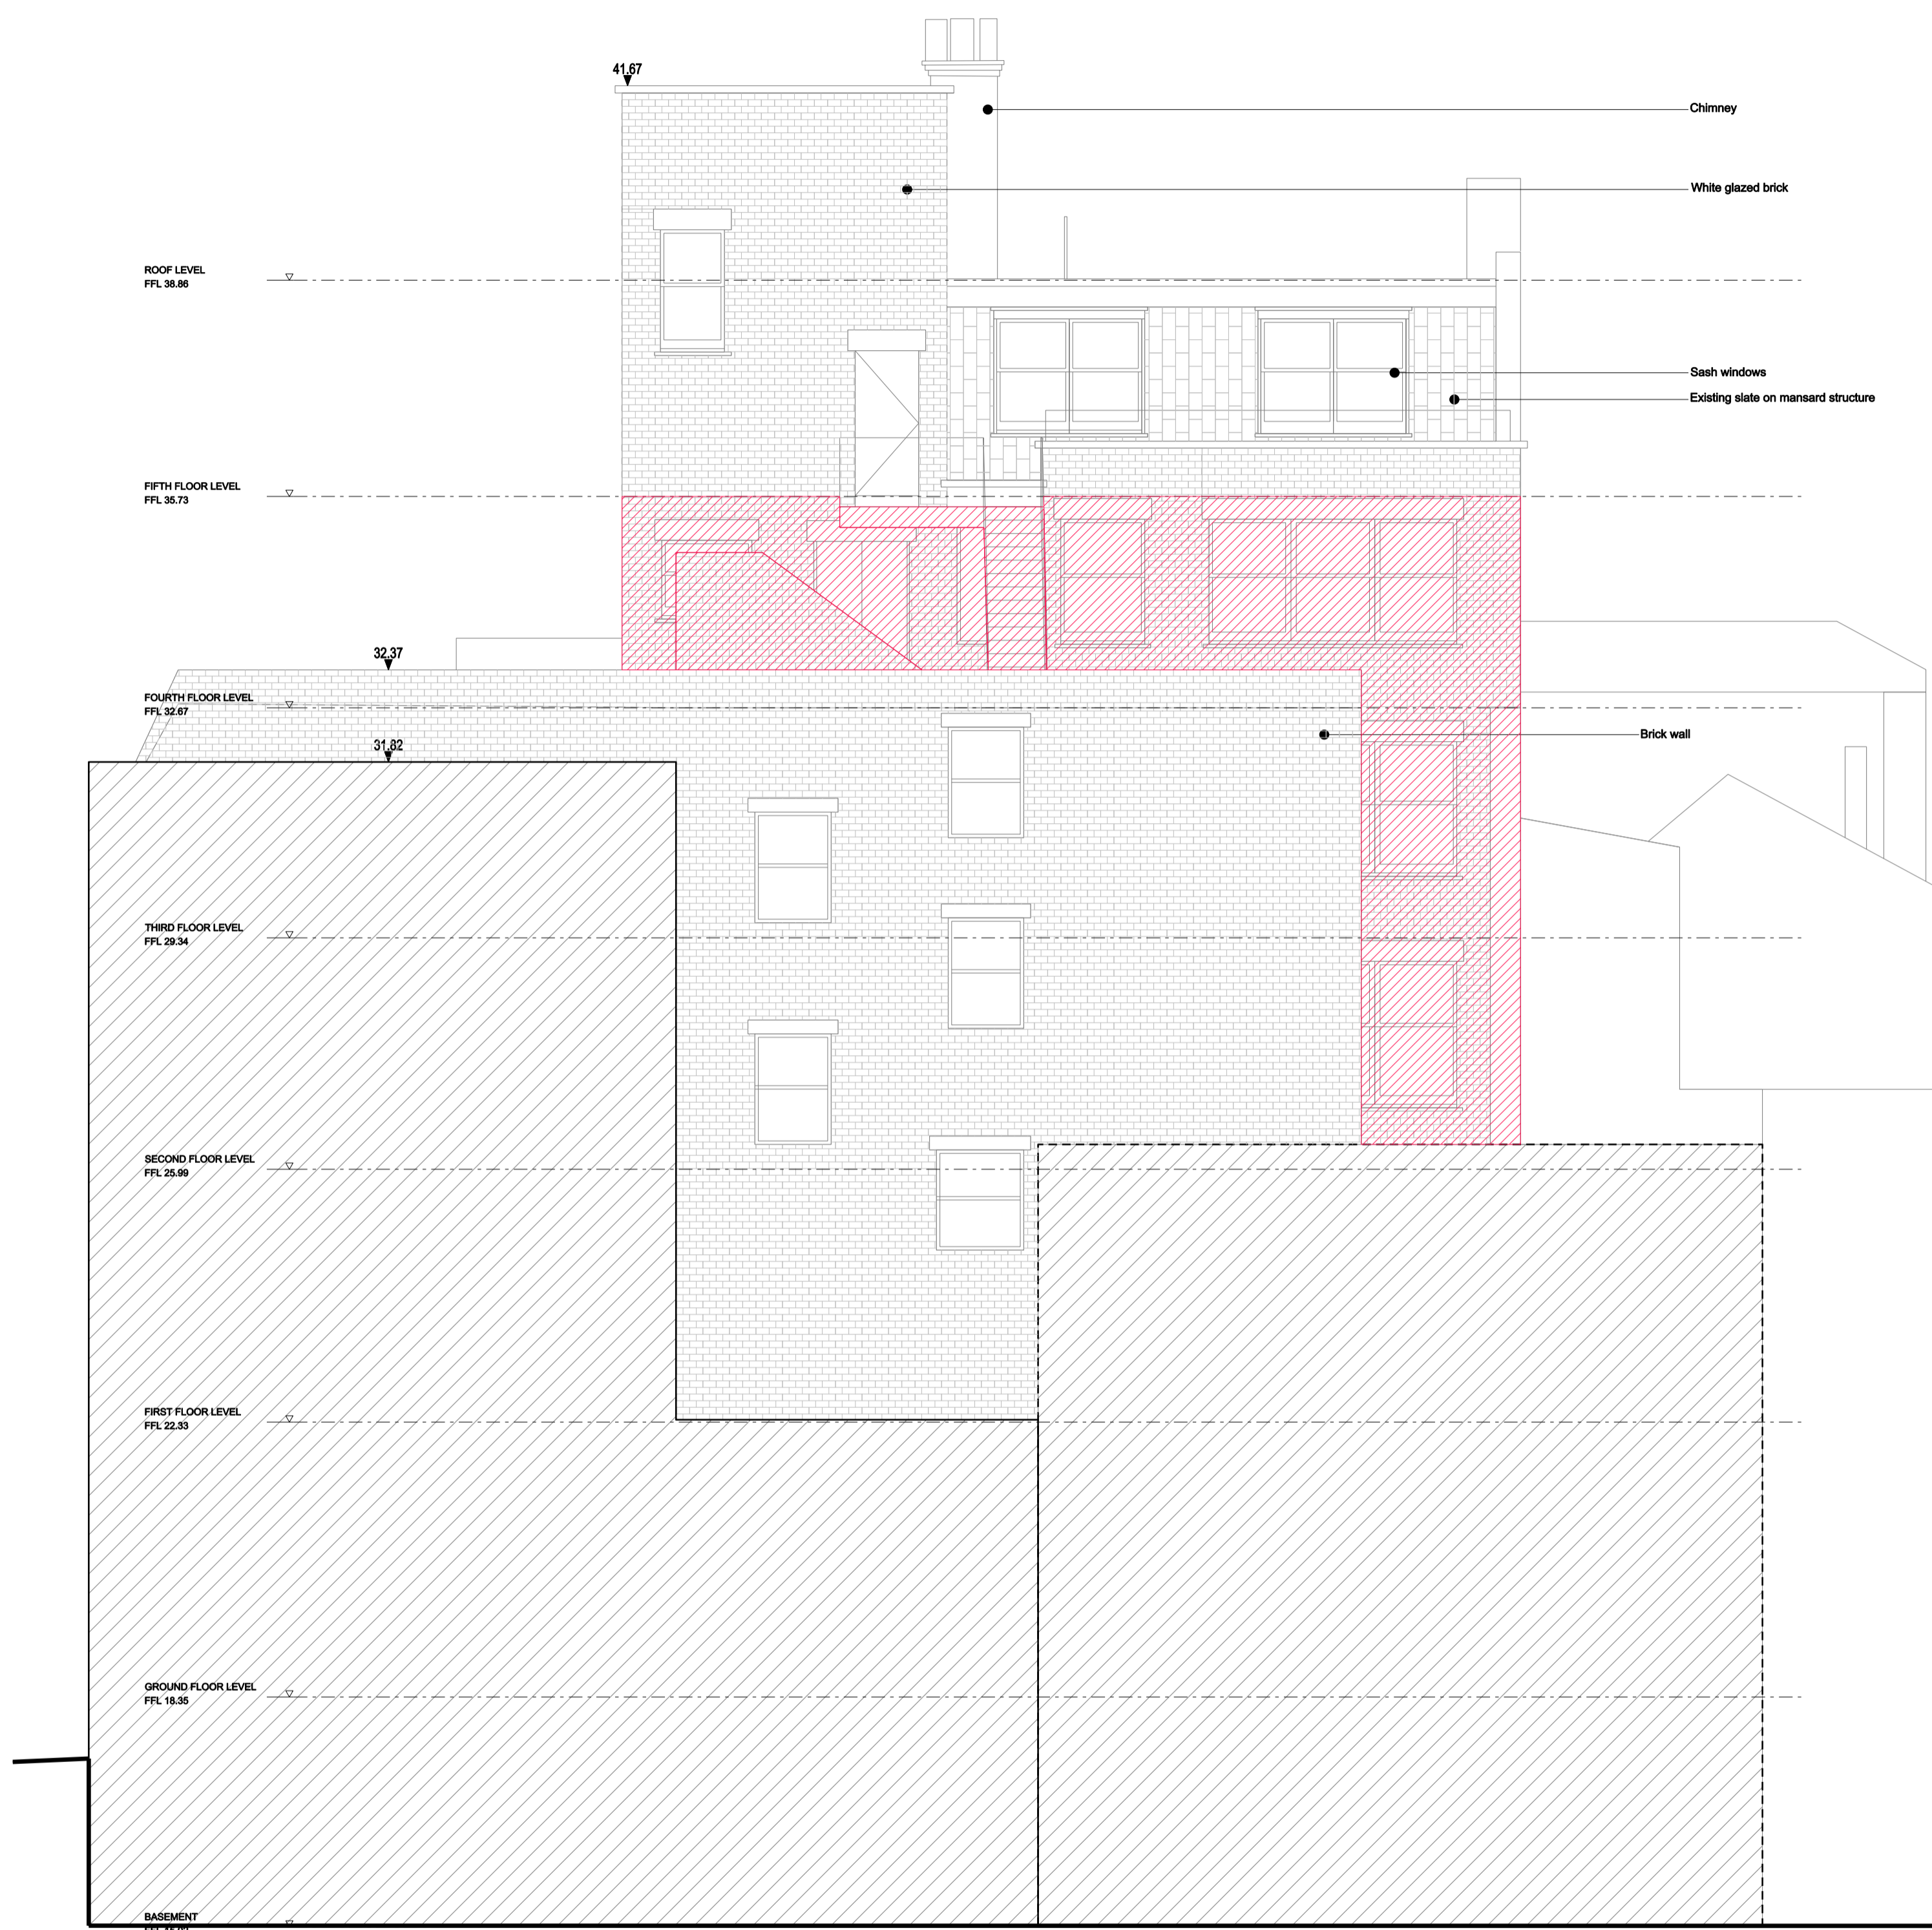 41.67
Chimney
White glazed brick
ROOF LEVEL
FFL 38.86
Sash windows
Existing slate on mansard structure
FIFTH FLOOR LEVEL
FFL 35.73
32.37
FOURTH FLOOR LEVEL
FFL 32.67
Brick wall
31.82
THIRD FLOOR LEVEL
FFL 29.34
SECOND FLOOR LEVEL
FFL 25.99
FIRST FLOOR LEVEL
FFL 22.33
GROUND FLOOR LEVEL
FFL 18.35
BASEMENT